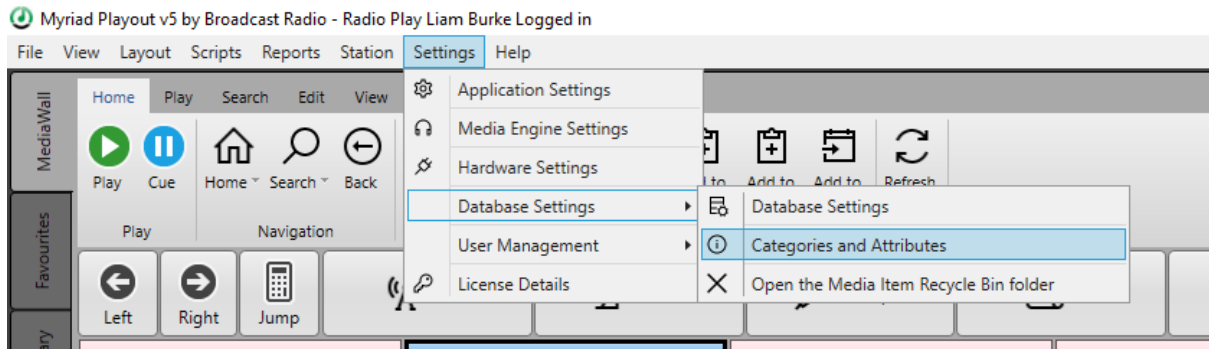 Myriad Playout v5 by Broadcast Radio - Radio Play Liam Burke Logged in
File View Layout Scripts Reports Station Settings Help
MediaWall
Favourites
Home Play Search Edit View
Play Cue Home Search Back
Play Navigation
Application Settings
Media Engine Settings
Hardware Settings
Database Settings
User Management
License Details
to Add to Add to Refresh
Database Settings
Categories and Attributes
Open the Media Item Recycle Bin folder
Left Right Jump